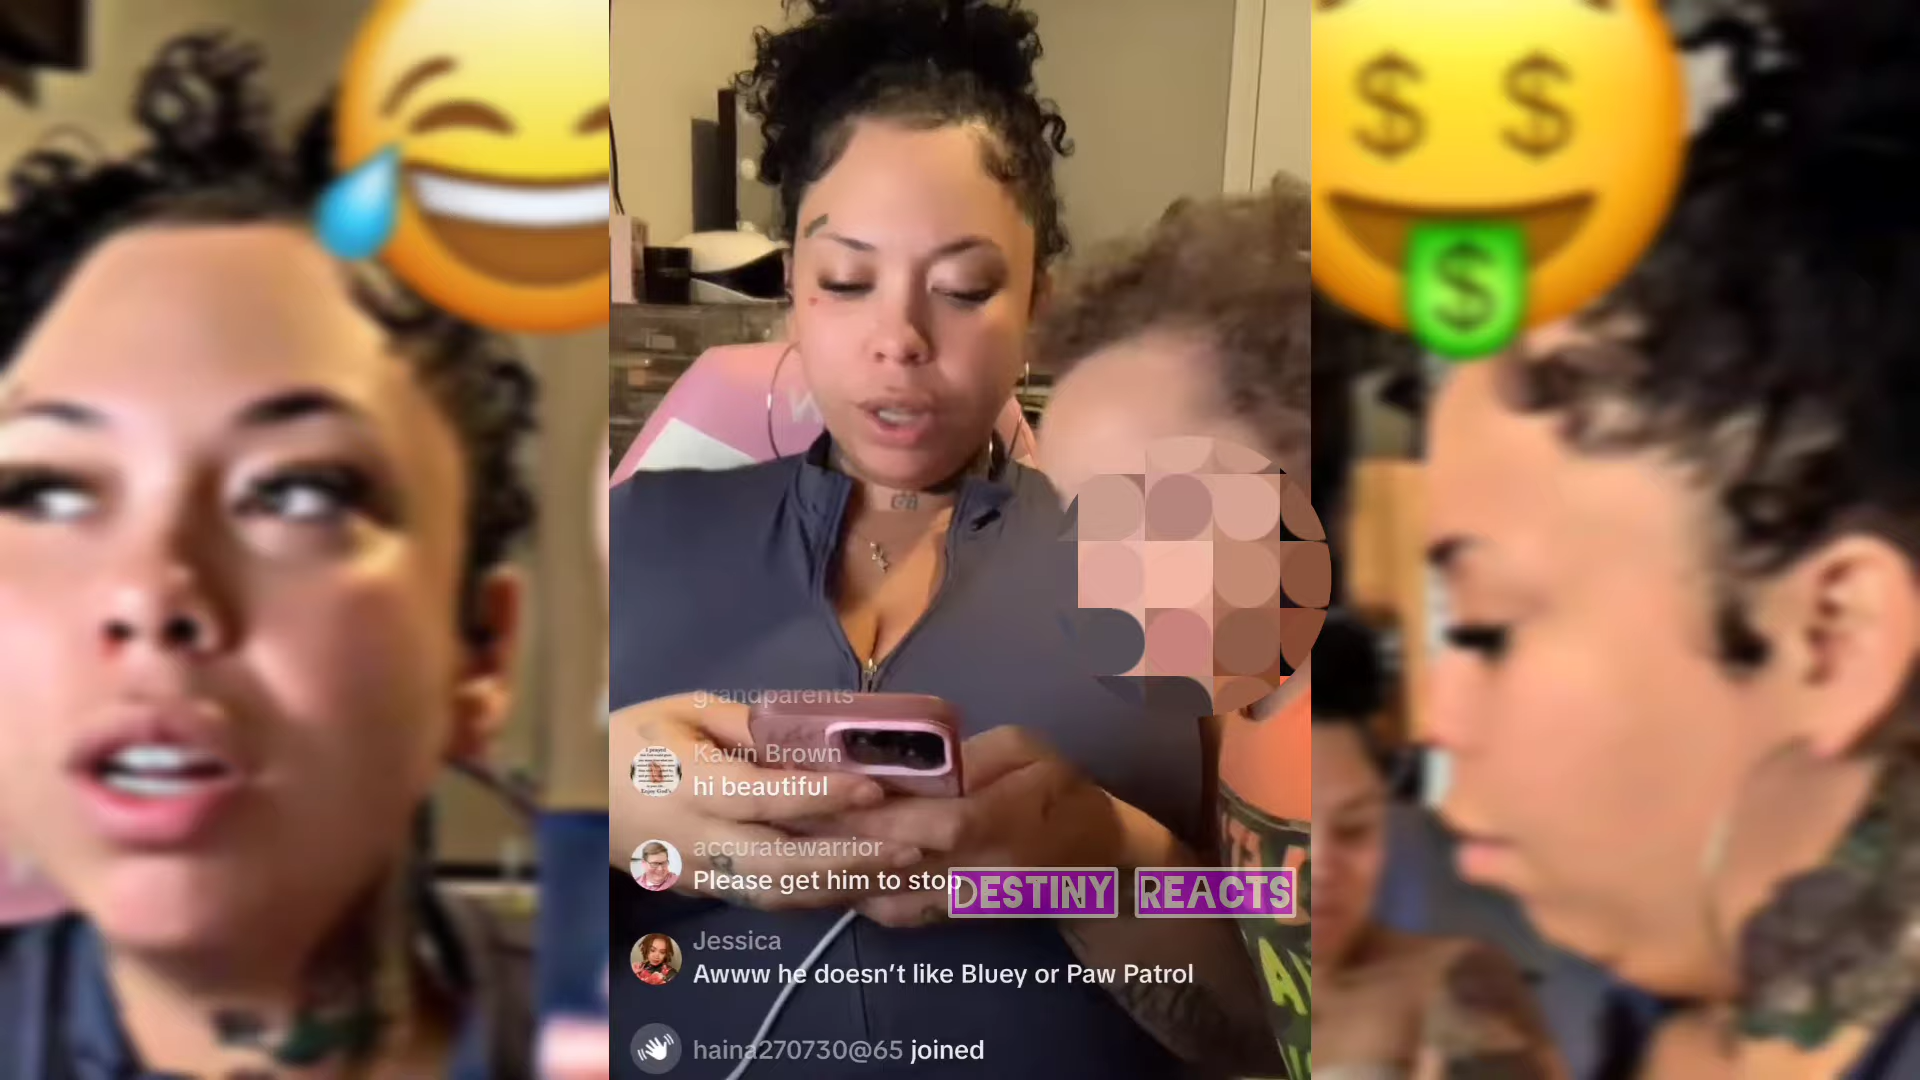 grandparents
Kavin Brown
hi beautiful
accuratewarrior
Please get him to stop
DESTINY REACTS
Jessica
Awww he doesn’t like Bluey or Paw Patrol
haina270730@65 joined